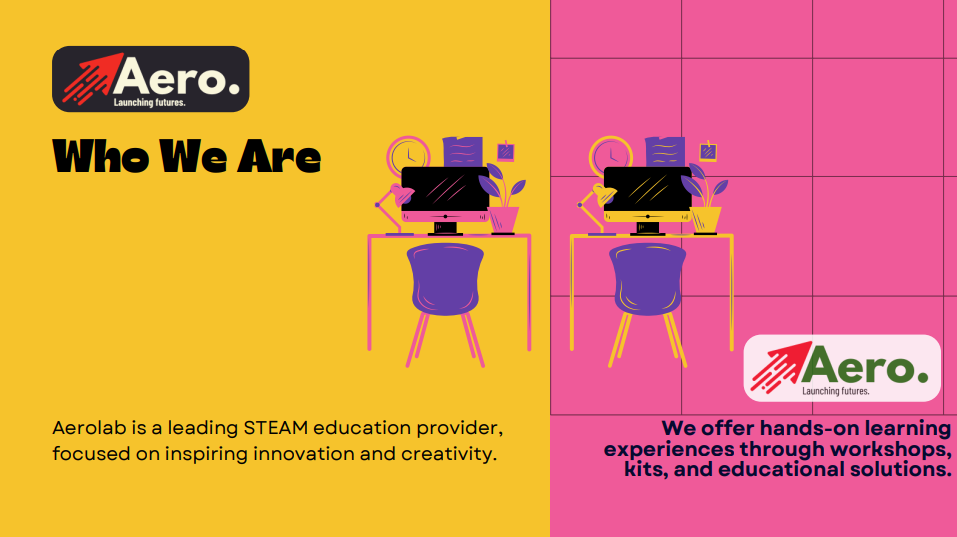 Aero.
Launching futures.
Who We Are
Aerolab is a leading STEAM education provider,
focused on inspiring innovation and creativity.
Aero.
Launching futures.
We offer hands-on learning
experiences through workshops,
kits, and educational solutions.